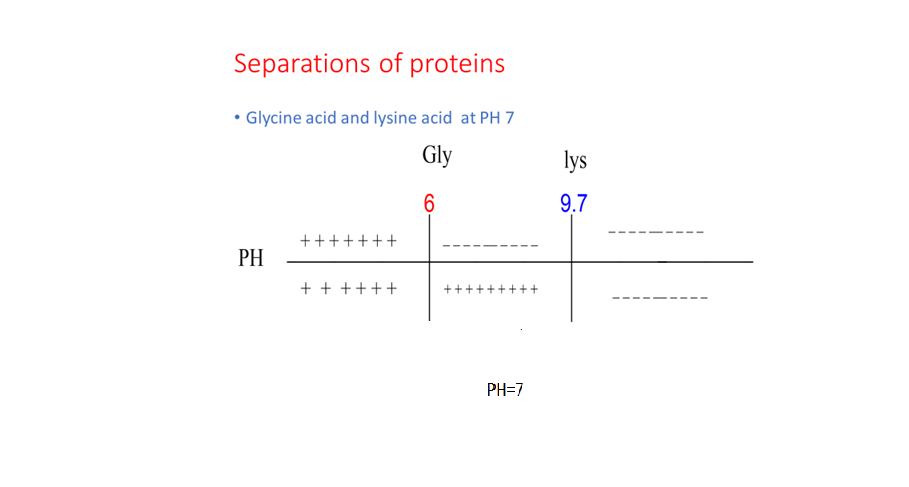 Separations of proteins
• Glycine acid and lysine acid at PH 7
Gly lys
6 9.7
+++++++ ---------- ----------
PH
+ + ++++ +++++++++ ----------
PH=7